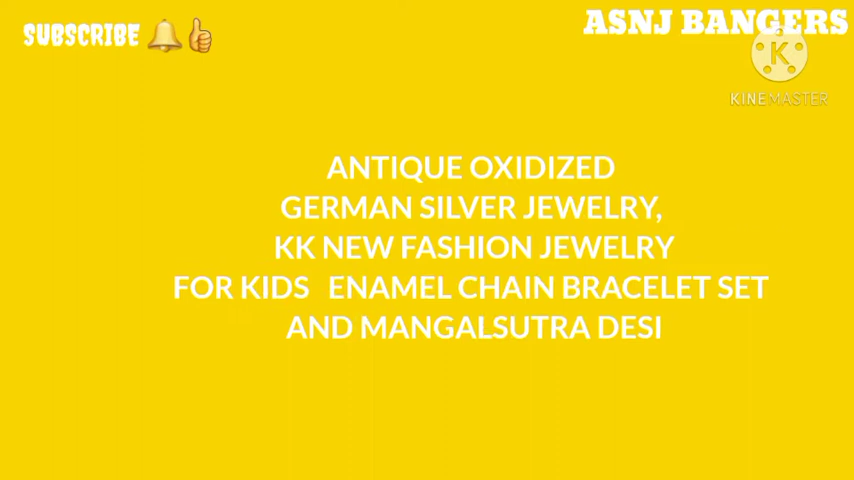 SUBSCRIBE
ASNJ BANGERS
K
KINEMASTER
ANTIQUE OXIDIZED
GERMAN SILVER JEWELRY,
KK NEW FASHION JEWELRY
FOR KIDS ENAMEL CHAIN BRACELET SET
AND MANGALSUTRA DESI